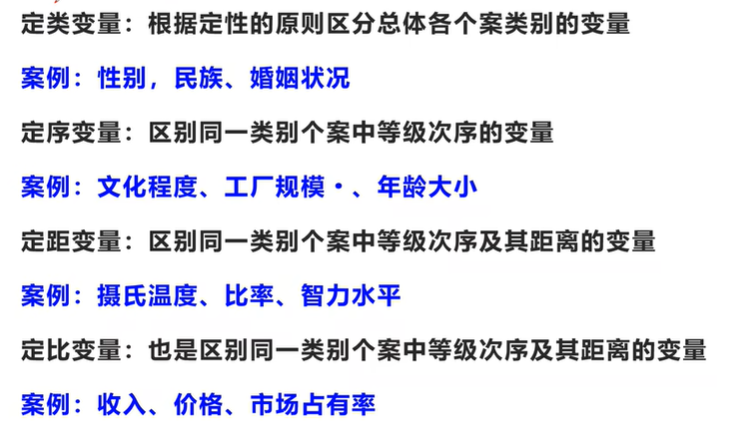 定类变量：根据定性的原则区分总体各个案类别的变量
案例：性别，民族、婚姻状况
定序变量：区别同一类别个案中等级次序的变量
案例：文化程度、工厂规模·、年龄大小
定距变量：区别同一类别个案中等级次序及其距离的变量
案例：摄氏温度、比率、智力水平
定比变量：也是区别同一类别个案中等级次序及其距离的变量
案例：收入、价格、市场占有率